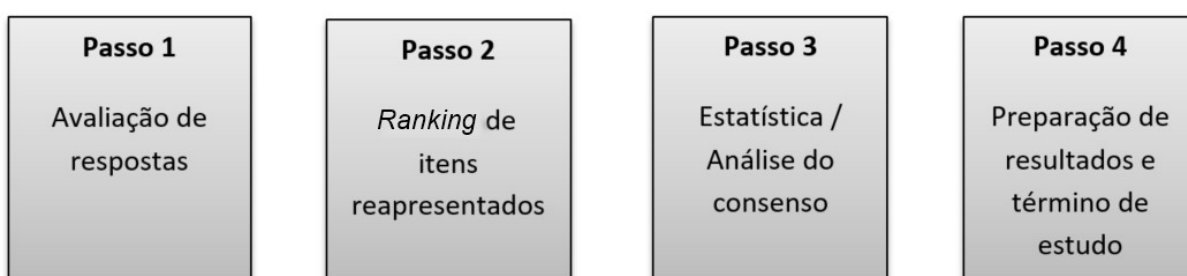 Passo 1
Avaliação de
respostas
Passo 2
Ranking de
itens
reapresentados
Passo 3
Estatística /
Análise do
consenso
Passo 4
Preparação de
resultados e
término de
estudo